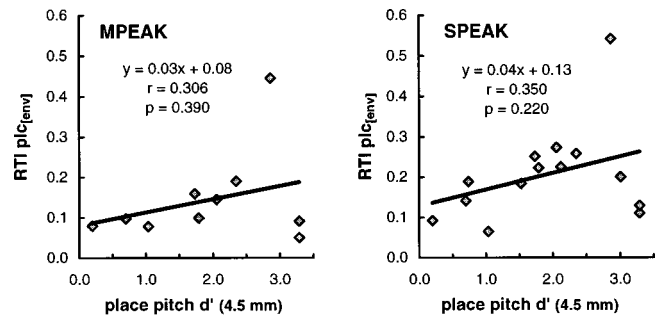 MPEAK
y = 0.03x + 0.08
r = 0.306
p = 0.390
RTI plc[env]
0.6
0.5
0.4
0.3
0.2
0.1
0.0
0.0 1.0 2.0 3.0
place pitch d' (4.5 mm)
SPEAK
y = 0.04x + 0.13
r = 0.350
p = 0.220
RTI plc[env]
0.6
0.5
0.4
0.3
0.2
0.1
0.0
0.0 1.0 2.0 3.0
place pitch d' (4.5 mm)